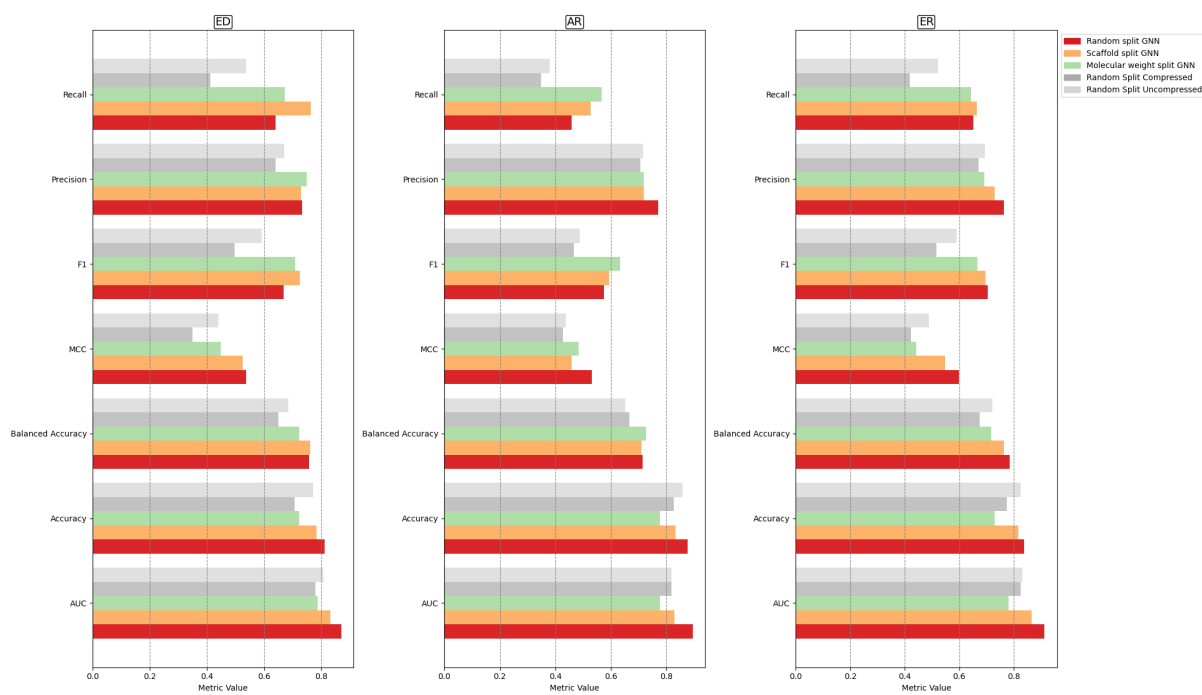 ED
AR
ER
Random split GNN
Scaffold split GNN
Molecular weight split GNN
Random Split Compressed
Random Split Uncompressed
Recall
Precision
F1
MCC
Balanced Accuracy
Accuracy
AUC
0.0 0.2 0.4 0.6 0.8
Metric Value
Recall
Precision
F1
MCC
Balanced Accuracy
Accuracy
AUC
0.0 0.2 0.4 0.6 0.8
Metric Value
Recall
Precision
F1
MCC
Balanced Accuracy
Accuracy
AUC
0.0 0.2 0.4 0.6 0.8
Metric Value